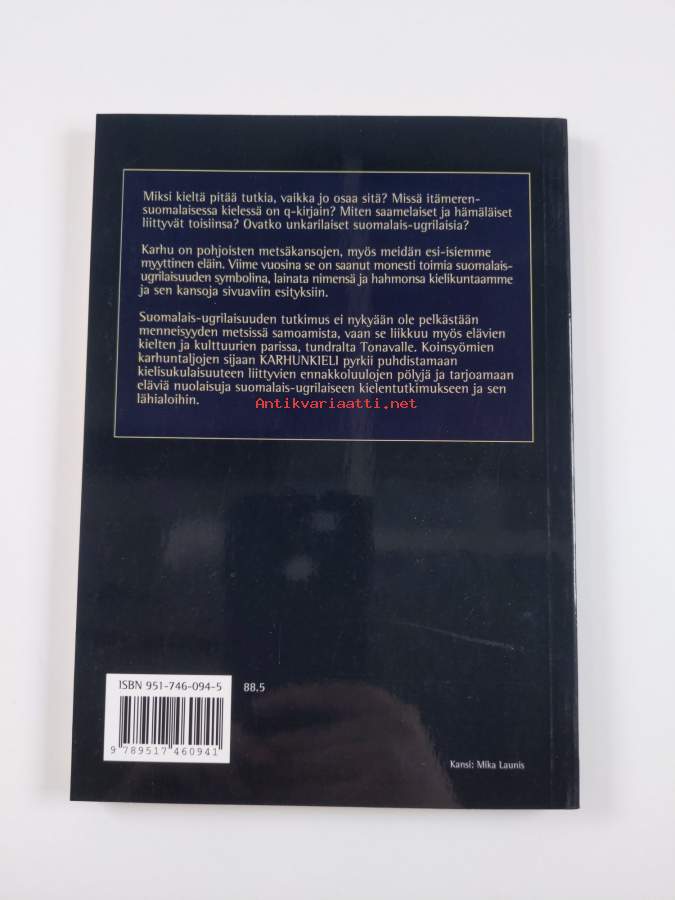 Miksi kieltä pitää tutkia, vaikka jo osaa sitä? Missä itämeren-
suomalaisessa kielessä on q-kirjain? Miten saamelaiset ja hämäläiset
liittyvät toisiinsa? Ovatko unkarilaiset suomalais-ugrilaisia?
Karhu on pohjoisten metsäkansojen, myös meidän esi-isiemme
myyttinen eläin. Viime vuosina se on saanut monesti toimia suomalais-
ugrilaisuuden symbolina, lainata nimensä ja hahmonsa kielikuntaamme
ja sen kansoja sivuaviin esityksiin.
Suomalais-ugrilaisuuden tutkimus ei nykyään ole pelkästään
menneisyyden metsissä samoamista, vaan se liikkuu myös elävien
kielten ja kulttuurien parissa, tundralta Tonavalle. Koinsyömien
karhuntaljojen sijaan KARHUNKIELI pyrkii puhdistamaan
kielisukulaisuuteen liittyvien ennakkoluulojen pölyjä ja tarjoamaan
eläviä nuolaisuja suomalais-ugrilaiseen kielentutkimukseen ja sen
lähialoihin.
Antikvariaatti.net
ISBN 951-746-094-5
88.5
9 789517 460941
Kansi: Mika Launis